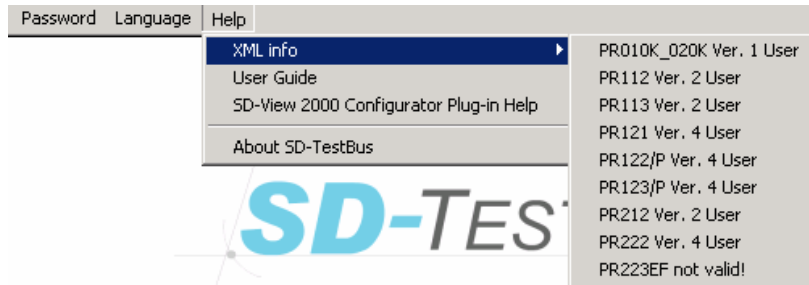 Password Language Help
XML info
User Guide
SD-View 2000 Configurator Plug-in Help
About SD-TestBus
PR010K_020K Ver. 1 User
PR112 Ver. 2 User
PR113 Ver. 2 User
PR121 Ver. 4 User
PR122/P Ver. 4 User
PR123/P Ver. 4 User
PR212 Ver. 2 User
PR222 Ver. 4 User
PR223EF not valid!
SD-TES